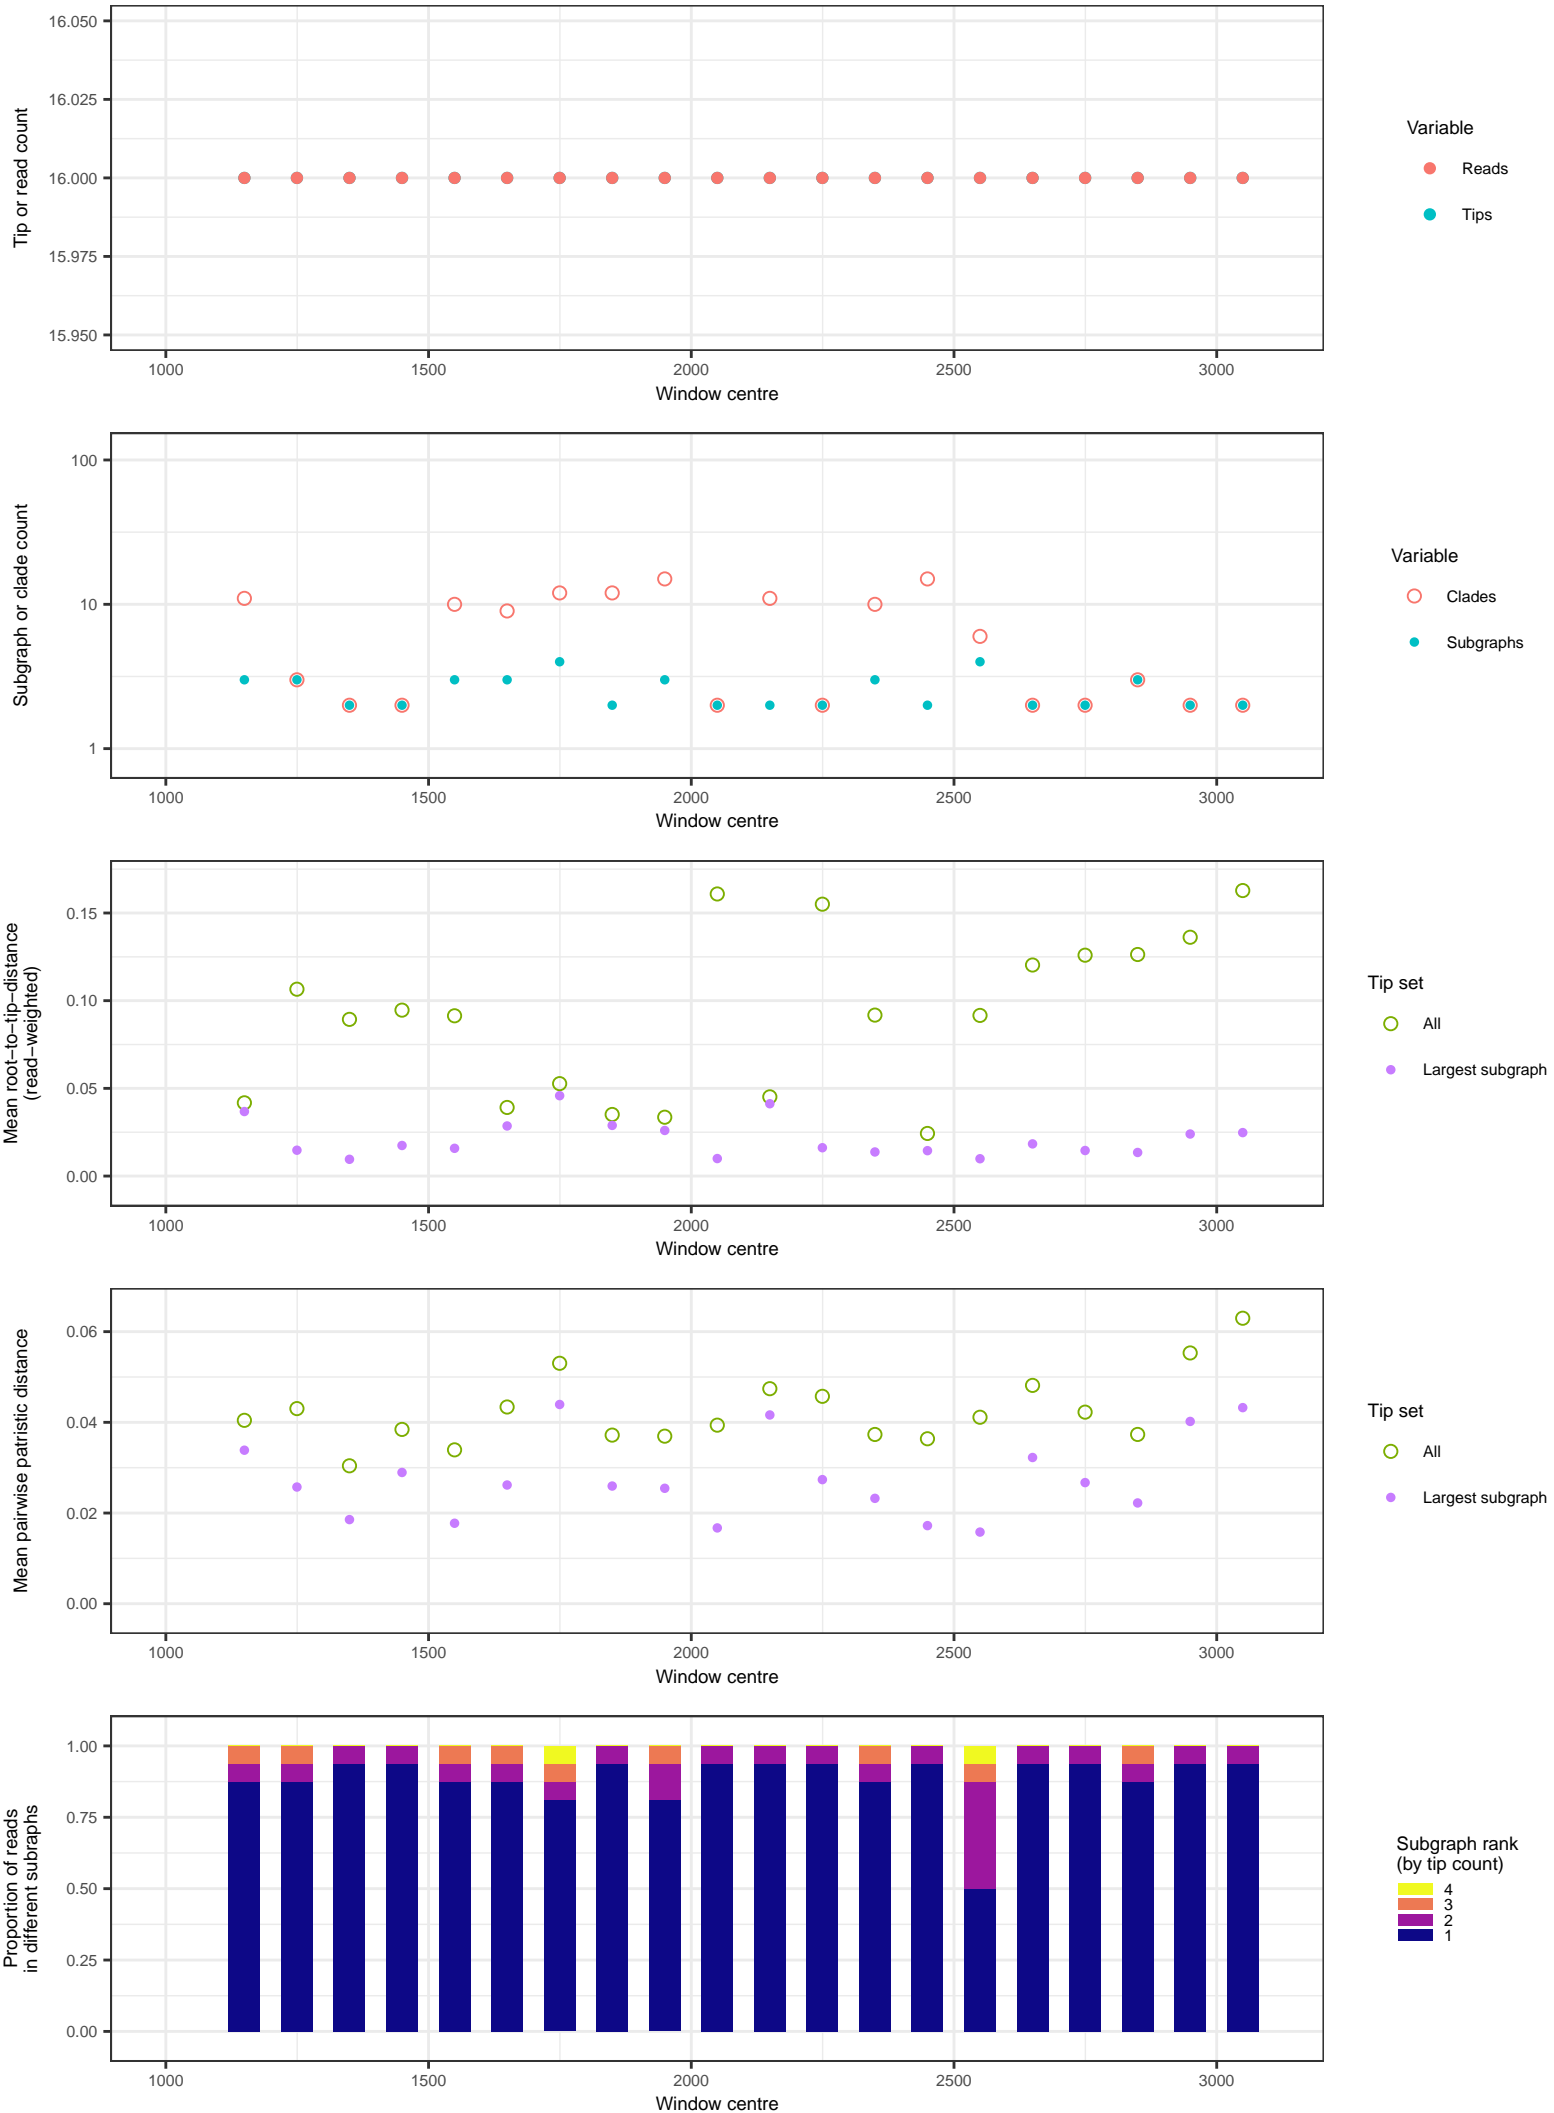 16.050
16.025
16.000
15.975
15.950
Tip or read count
1000 1500 2000 2500 3000
Window centre
Variable
Reads
Tips
100
10
1
Subgraph or clade count
1000 1500 2000 2500 3000
Window centre
Variable
Clades
Subgraphs
0.15
0.10
0.05
0.00
Mean root−to−tip−distance
(read−weighted)
1000 1500 2000 2500 3000
Window centre
Tip set
All
Largest subgraph
0.06
0.04
0.02
0.00
Mean pairwise patristic distance
1000 1500 2000 2500 3000
Window centre
Tip set
All
Largest subgraph
1.00
0.75
0.50
0.25
0.00
Proportion of reads
in different subraphs
1000 1500 2000 2500 3000
Window centre
Subgraph rank
(by tip count)
4
3
2
1